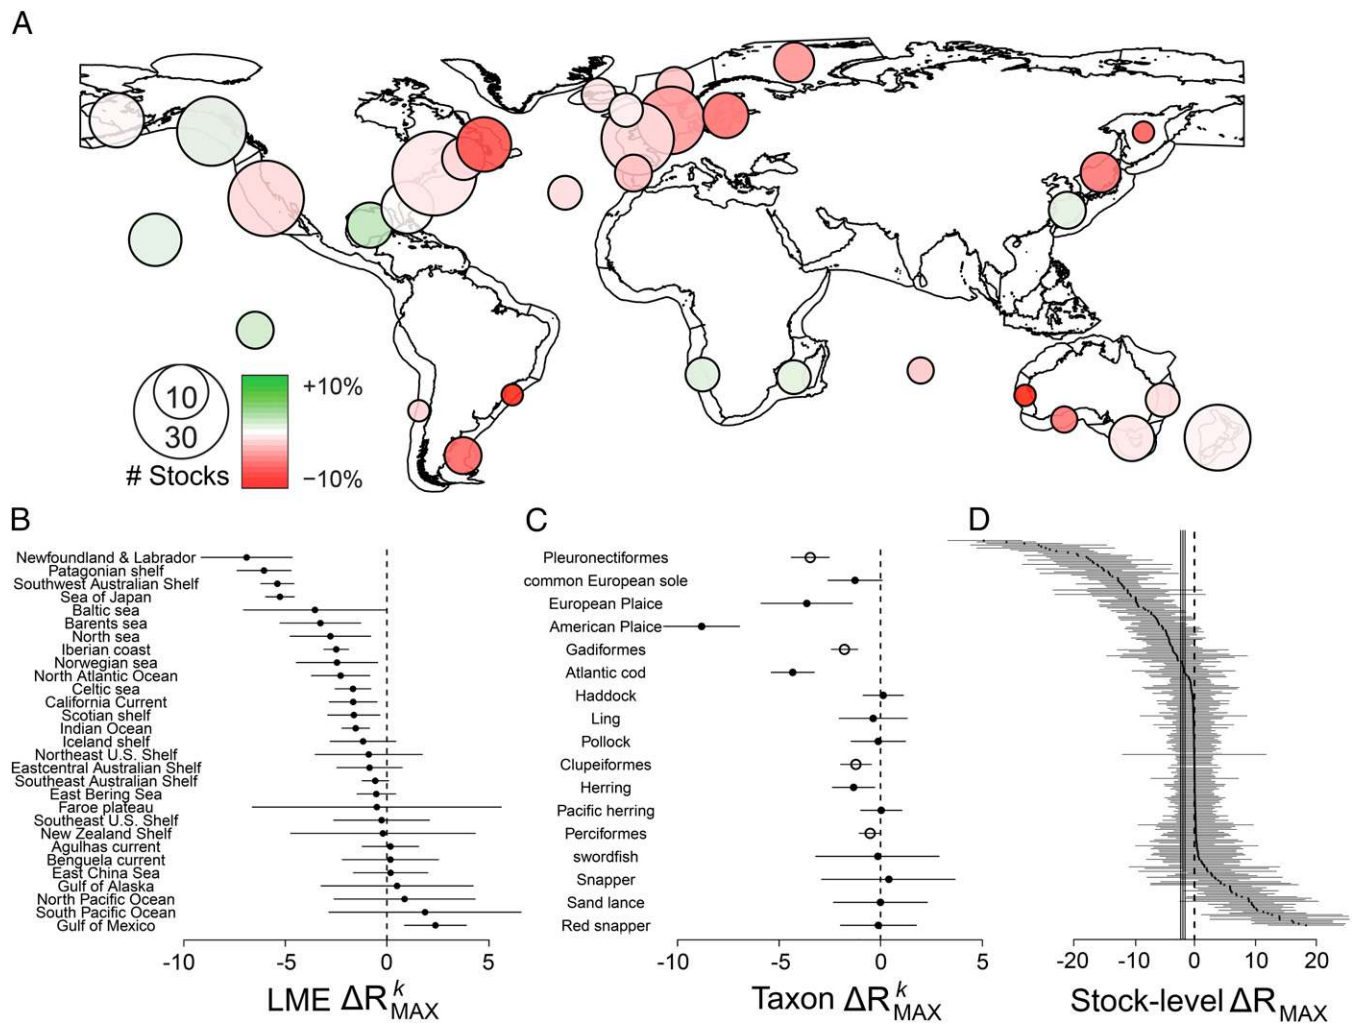 A
10
30
# Stocks
+10%
−10%
B
Newfoundland & Labrador
Patagonian shelf
Southwest Australian Shelf
Sea of Japan
Baltic sea
Barents sea
North sea
Iberian coast
Norwegian sea
North Atlantic Ocean
Celtic sea
California Current
Scotian shelf
Indian Ocean
Iceland shelf
Northeast U.S. Shelf
Eastcentral Australian Shelf
Southeast Australian Shelf
East Bering Sea
Faroe plateau
Southeast U.S. Shelf
New Zealand Shelf
Agulhas current
Benguela current
East China Sea
Gulf of Alaska
North Pacific Ocean
South Pacific Ocean
Gulf of Mexico
-10 -5 0 5
LME ΔR^k_MAX
C
Pleuronectiformes
common European sole
European Plaice
American Plaice
Gadiformes
Atlantic cod
Haddock
Ling
Pollock
Clupeiformes
Herring
Pacific herring
Perciformes
swordfish
Snapper
Sand lance
Red snapper
-10 -5 0 5
Taxon ΔR^k_MAX
D
-20 -10 0 10 20
Stock-level ΔR_MAX